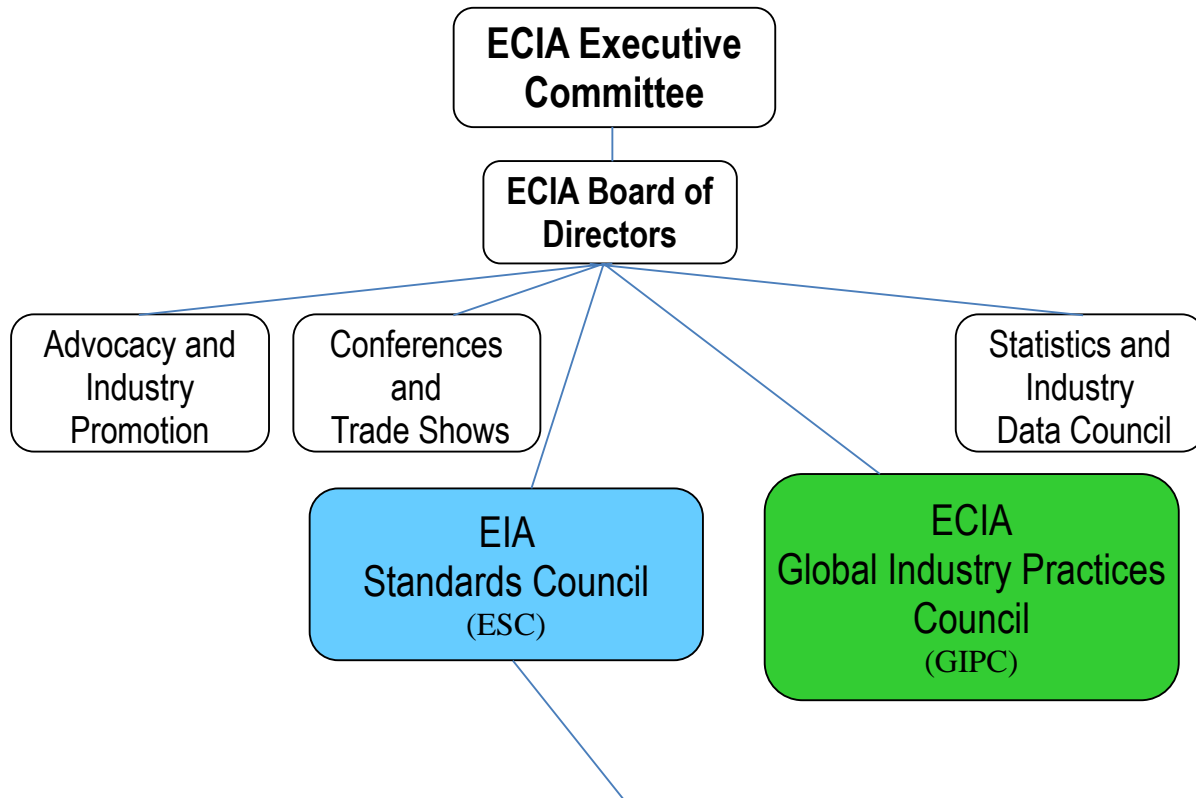 ECIA Executive
Committee
ECIA Board of
Directors
Advocacy and
Industry
Promotion
Conferences
and
Trade Shows
Statistics and
Industry
Data Council
EIA
Standards Council
(ESC)
ECIA
Global Industry Practices
Council
(GIPC)